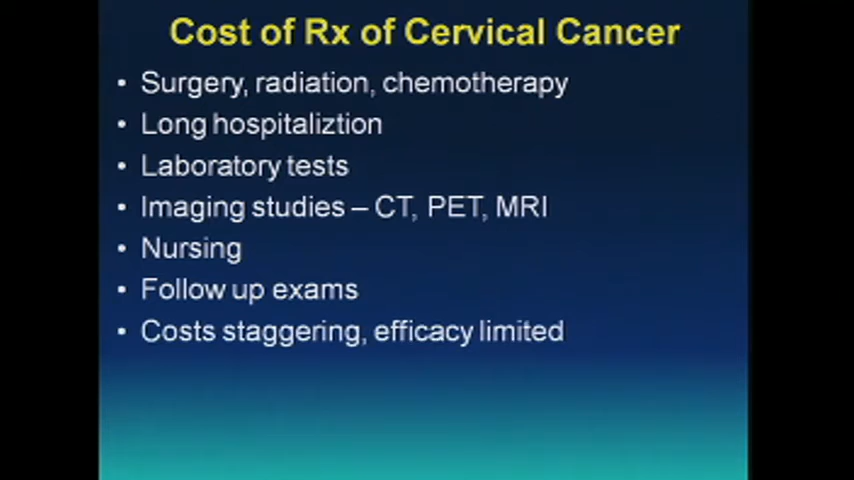 Cost of Rx of Cervical Cancer
• Surgery, radiation, chemotherapy
• Long hospitaliztion
• Laboratory tests
• Imaging studies – CT, PET, MRI
• Nursing
• Follow up exams
• Costs staggering, efficacy limited